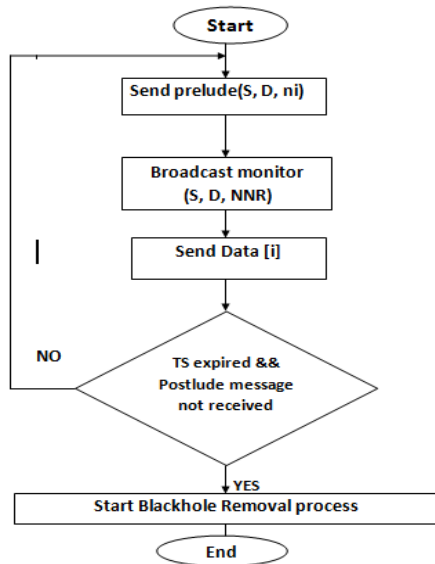 Start
Send prelude(S, D, ni)
Broadcast monitor
(S, D, NNR)
Send Data [i]
NO
TS expired &&
Postlude message
not received
YES
Start Blackhole Removal process
End